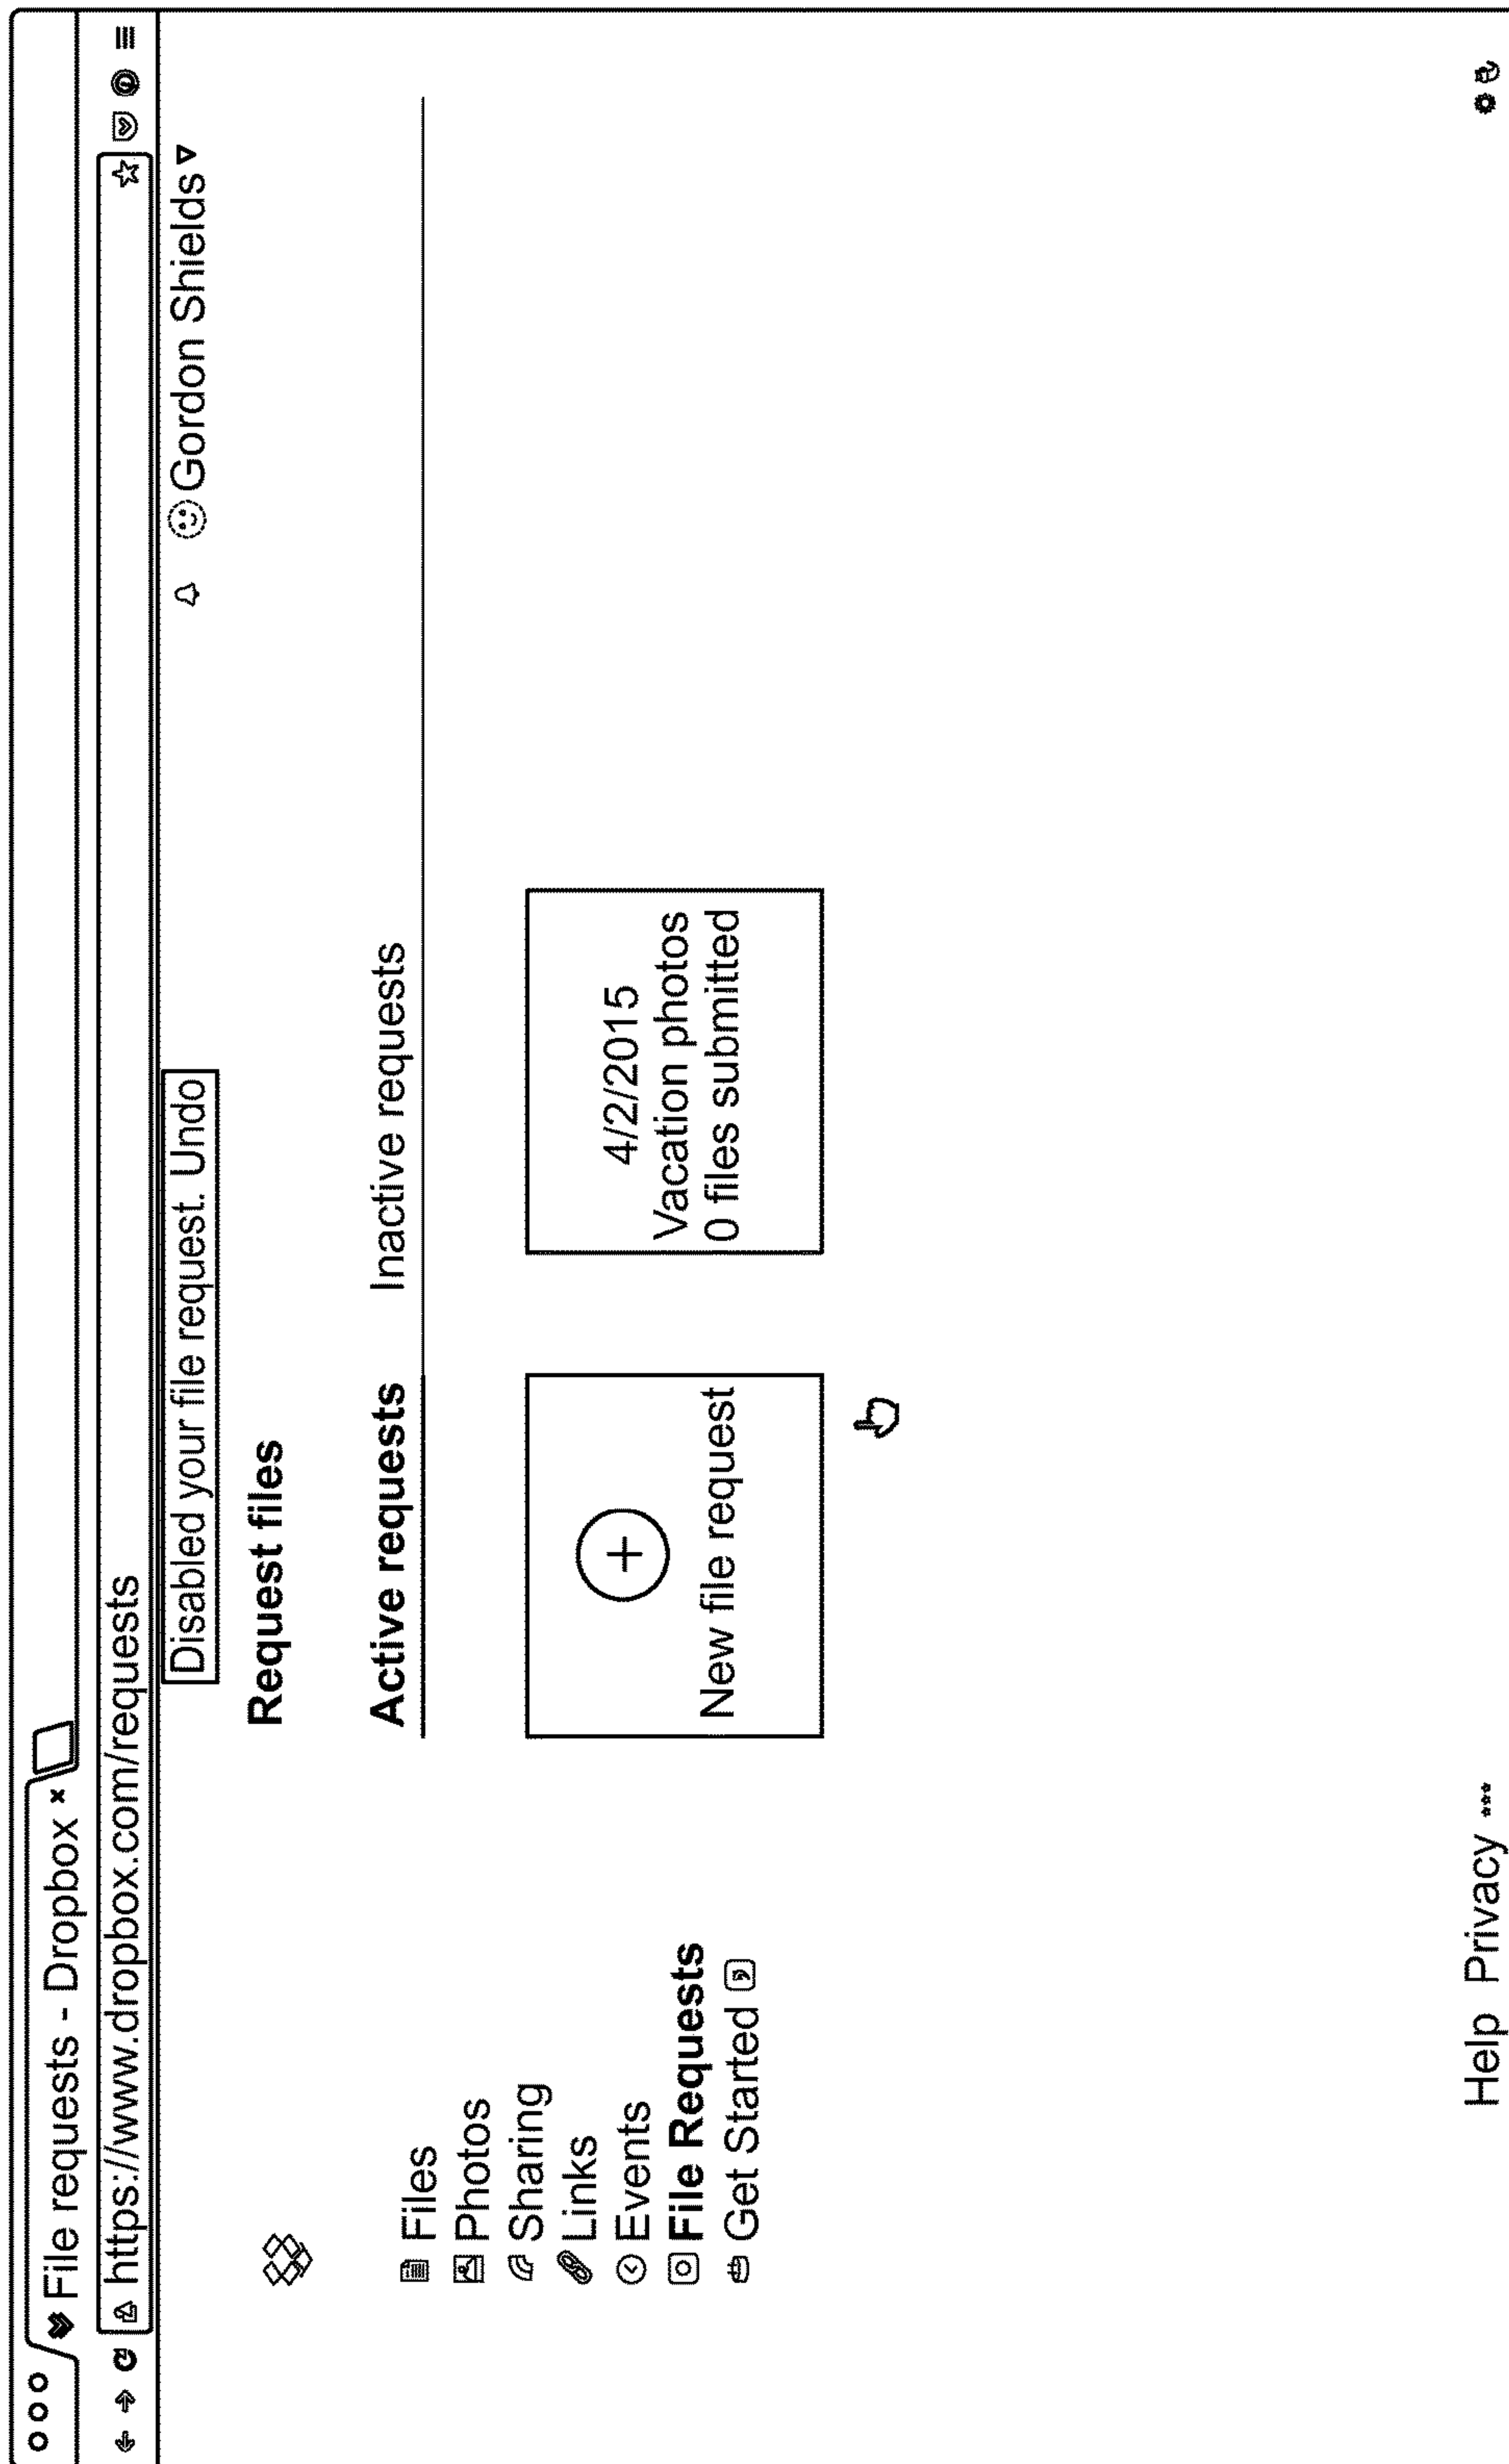 File requests - Dropbox
https://www.dropbox.com/requests
Disabled your file request. Undo
Gordon Shields
Request files
Active requests
Inactive requests
Files
Photos
Sharing
Links
Events
File Requests
Get Started
New file request
4/2/2015
Vacation photos
0 files submitted
Help Privacy